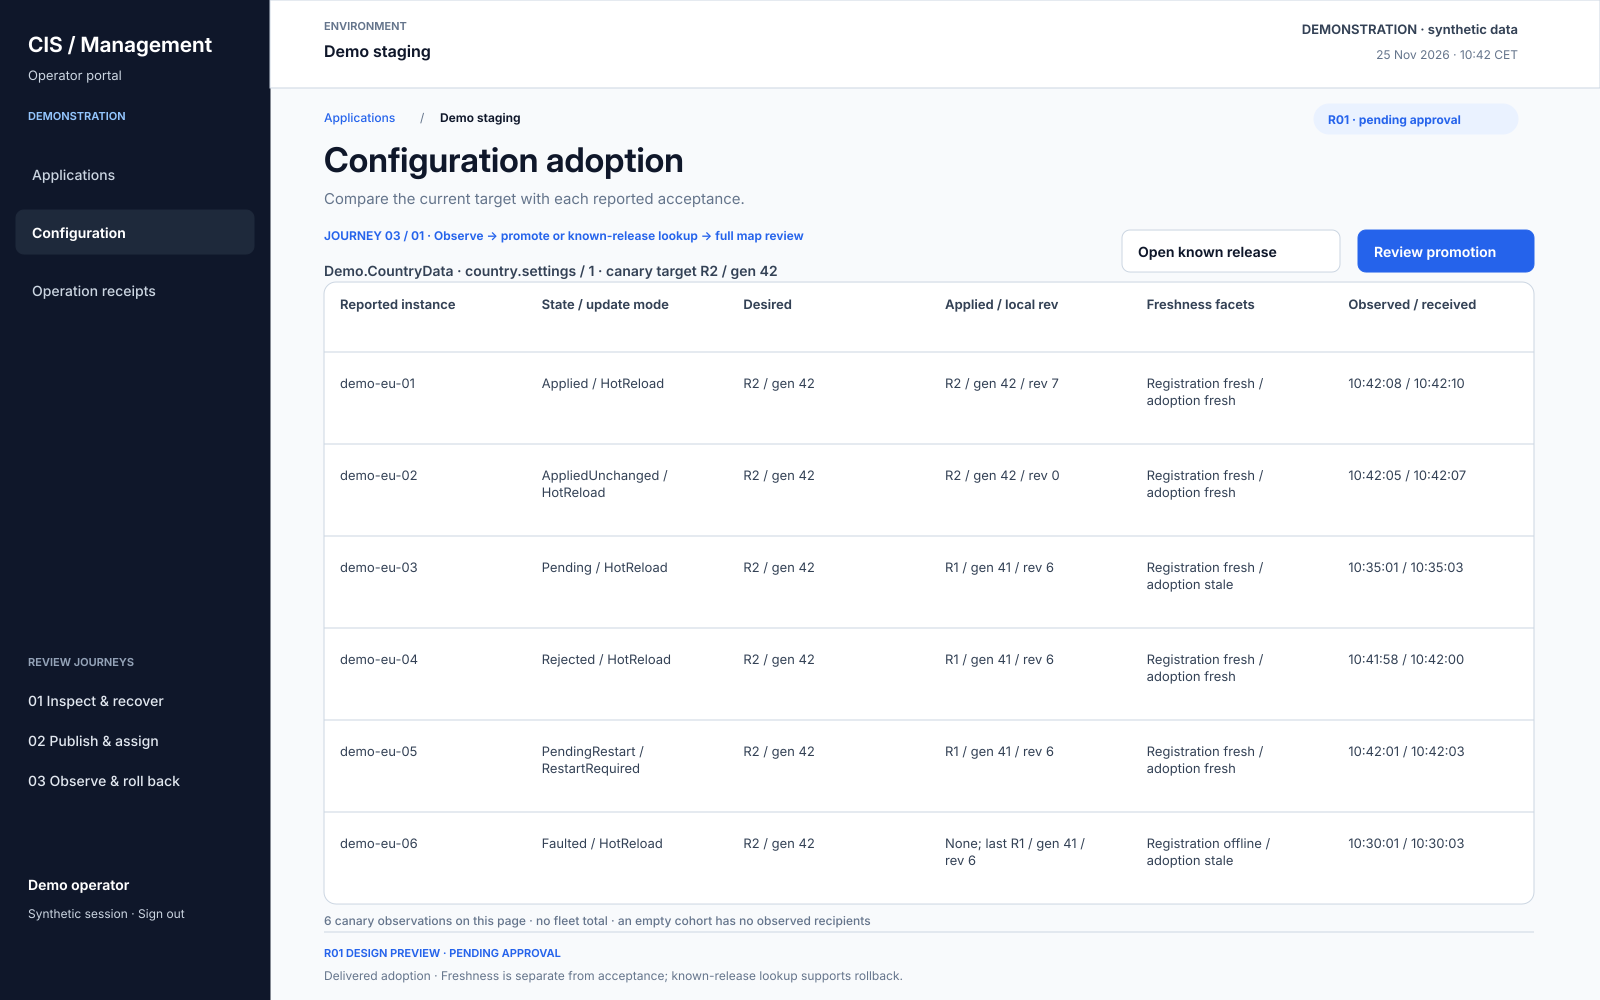 CIS / Management
Operator portal
DEMONSTRATION
Applications
Configuration
Operation receipts
REVIEW JOURNEYS
01 Inspect & recover
02 Publish & assign
03 Observe & roll back
Demo operator
Synthetic session · Sign out
ENVIRONMENT
Demo staging
DEMONSTRATION · synthetic data
25 Nov 2026 · 10:42 CET
Applications / Demo staging
R01 · pending approval
Configuration adoption
Compare the current target with each reported acceptance.
JOURNEY 03 / 01 · Observe → promote or known-release lookup → full map review
Open known release
Review promotion
Demo.CountryData · country.settings / 1 · canary target R2 / gen 42
Reported instance State / update mode Desired Applied / local rev Freshness facets Observed / received
demo-eu-01 Applied / HotReload R2 / gen 42 R2 / gen 42 / rev 7 Registration fresh / 10:42:08 / 10:42:10
adoption fresh
demo-eu-02 AppliedUnchanged / R2 / gen 42 R2 / gen 42 / rev 0 Registration fresh / 10:42:05 / 10:42:07
HotReload adoption fresh
demo-eu-03 Pending / HotReload R2 / gen 42 R1 / gen 41 / rev 6 Registration fresh / 10:35:01 / 10:35:03
adoption stale
demo-eu-04 Rejected / HotReload R2 / gen 42 R1 / gen 41 / rev 6 Registration fresh / 10:41:58 / 10:42:00
adoption fresh
demo-eu-05 PendingRestart / R2 / gen 42 R1 / gen 41 / rev 6 Registration fresh / 10:42:01 / 10:42:03
RestartRequired adoption fresh
demo-eu-06 Faulted / HotReload R2 / gen 42 None; last R1 / gen 41 / Registration offline / 10:30:01 / 10:30:03
rev 6 adoption stale
6 canary observations on this page · no fleet total · an empty cohort has no observed recipients
R01 DESIGN PREVIEW · PENDING APPROVAL
Delivered adoption · Freshness is separate from acceptance; known-release lookup supports rollback.